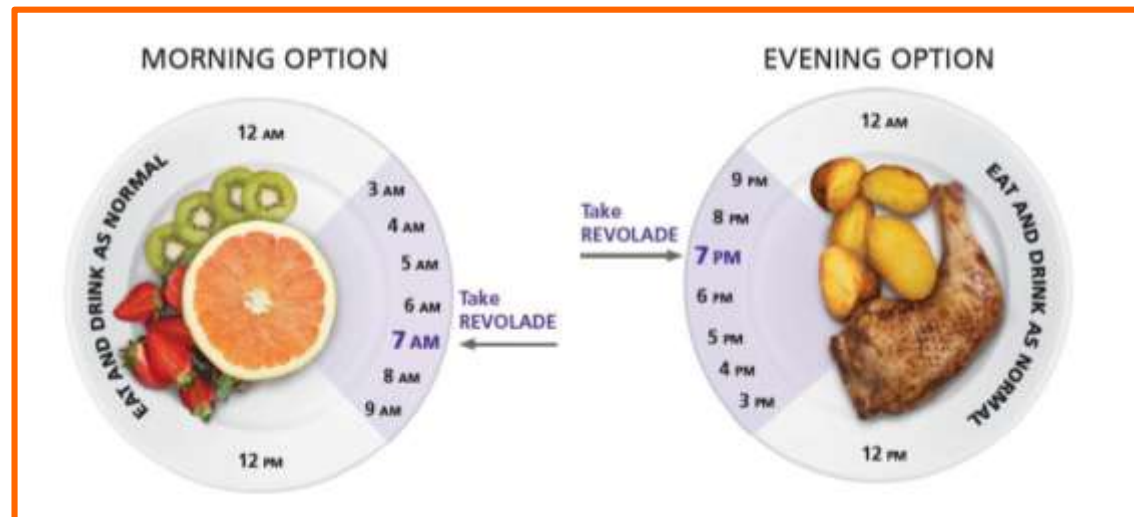 MORNING OPTION
12 AM
EAT AND DRINK AS NORMAL
3 AM
4 AM
5 AM
6 AM
7 AM
8 AM
9 AM
12 PM
Take
REVOLADE
EVENING OPTION
12 AM
Take
REVOLADE
9 PM
8 PM
7 PM
6 PM
5 PM
4 PM
3 PM
EAT AND DRINK AS NORMAL
12 PM